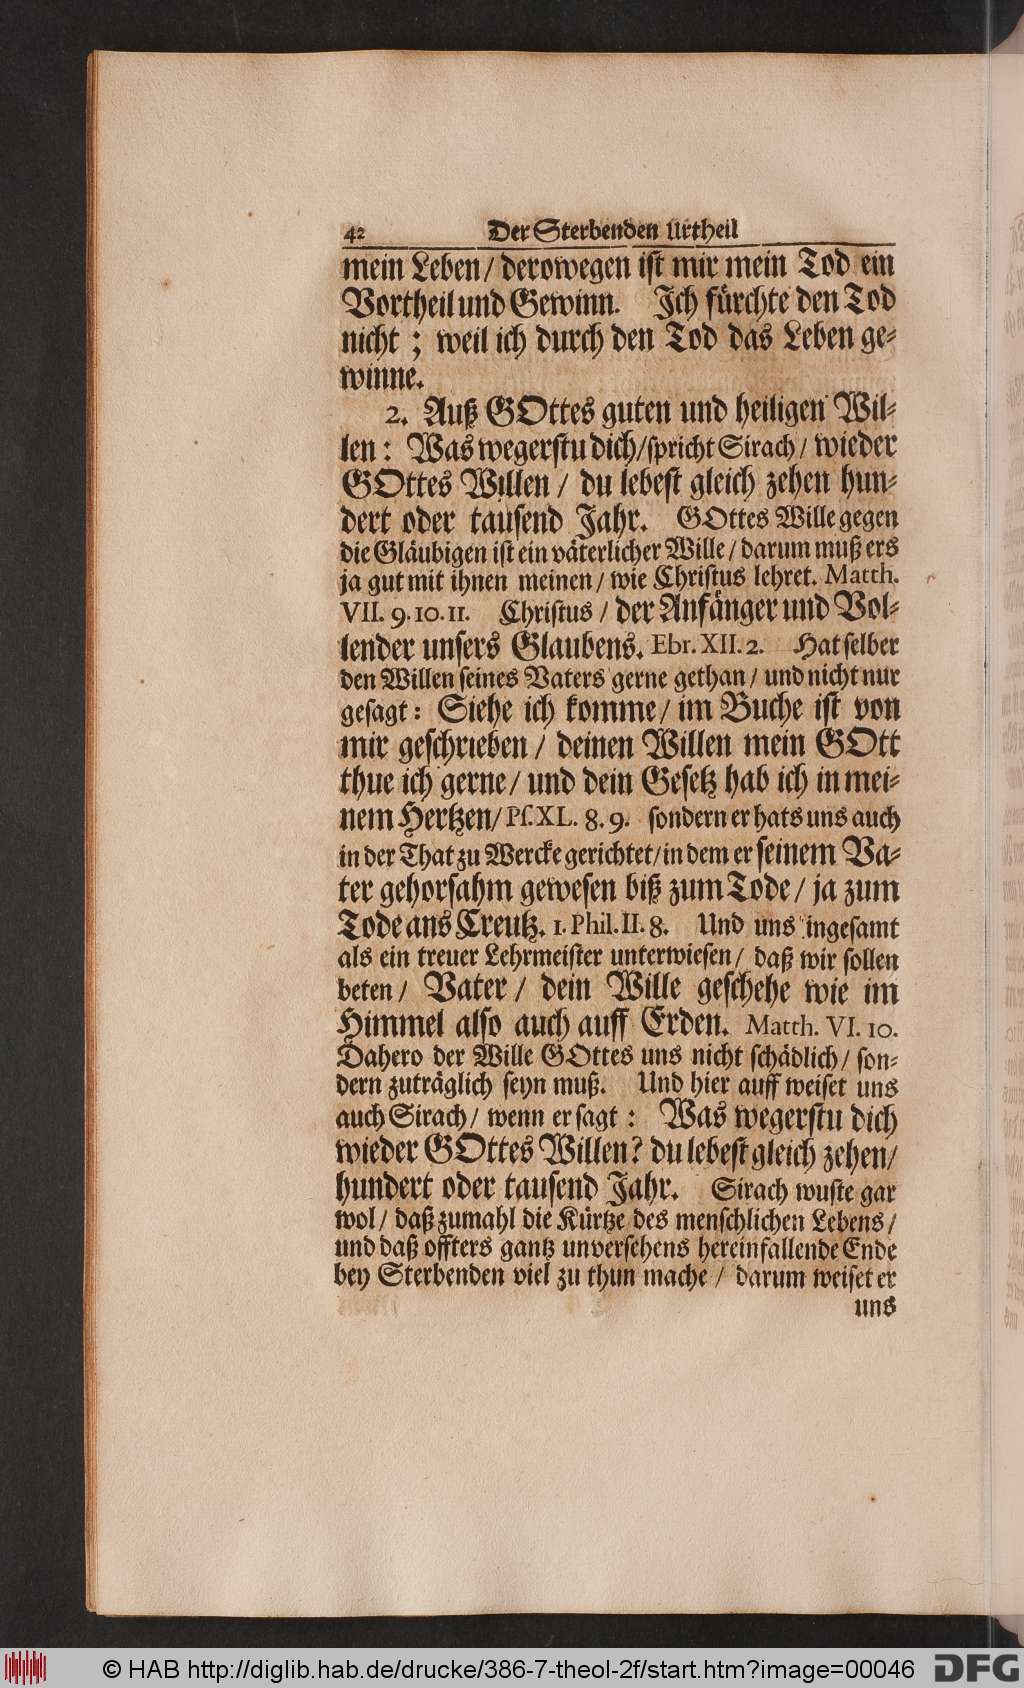 42 Der Sterbenden Urtheil
mein Leben / derowegen ist mir mein Tod ein
Vortheil und Gewinn. Ich fürchte den Tod
nicht ; weil ich durch den Tod das Leben ge-
winne.
2. Auß GOttes guten und heiligen Wil-
len : Was wegerstu dich / spricht Sirach / wieder
GOttes Willen / du lebest gleich zehen hun-
dert oder tausend Jahr. GOttes Wille gegen
die Gläubigen ist ein väterlicher Wille / darum muß ers
ja gut mit ihnen meinen / wie Christus lehret. Matth.
VII. 9. 10. 11. Christus / der Anfänger und Vol-
lender unsers Glaubens. Ebr. XII. 2. Hat selber
den Willen seines Vaters gerne gethan / und nicht nur
gesagt : Siehe ich komme / im Buche ist von
mir geschrieben / deinen Willen mein GOtt
thue ich gerne / und dein Gesetz hab ich in mei-
nem Hertzen / Ps. XL. 8. 9. sondern er hats uns auch
in der That zu Wercke gerichtet / in dem er seinem Va-
ter gehorsahm gewesen biß zum Tode / ja zum
Tode ans Creutz. 1. Phil. II. 8. Und uns ingesamt
als ein treuer Lehrmeister unterwiesen / daß wir sollen
beten / Vater / dein Wille geschehe wie im
Himmel also auch auff Erden. Matth. VI. 10.
Dahero der Wille GOttes uns nicht schädlich / son-
dern zuträglich seyn muß. Und hier auff weiset uns
auch Sirach / wenn er sagt : Was wegerstu dich
wieder GOttes Willen ? du lebest gleich zehen /
hundert oder tausend Jahr. Sirach wuste gar
wol / daß zumahl die Kürtze des menschlichen Lebens /
und daß offters gantz unversehens hereinfallende Ende
bey Sterbenden viel zu thun mache / darum weiset er
uns
© HAB http://diglib.hab.de/drucke/386-7-theol-2f/start.htm?image=00046 DFG